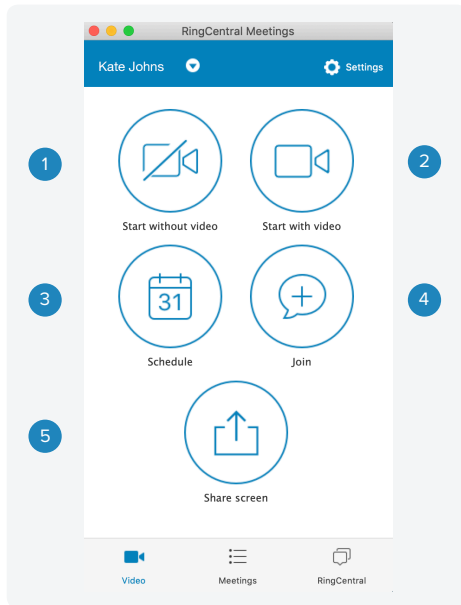 RingCentral Meetings
Kate Johns
Settings
1
2
Start without video
Start with video
3
31
4
Schedule
Join
5
Share screen
Video
Meetings
RingCentral